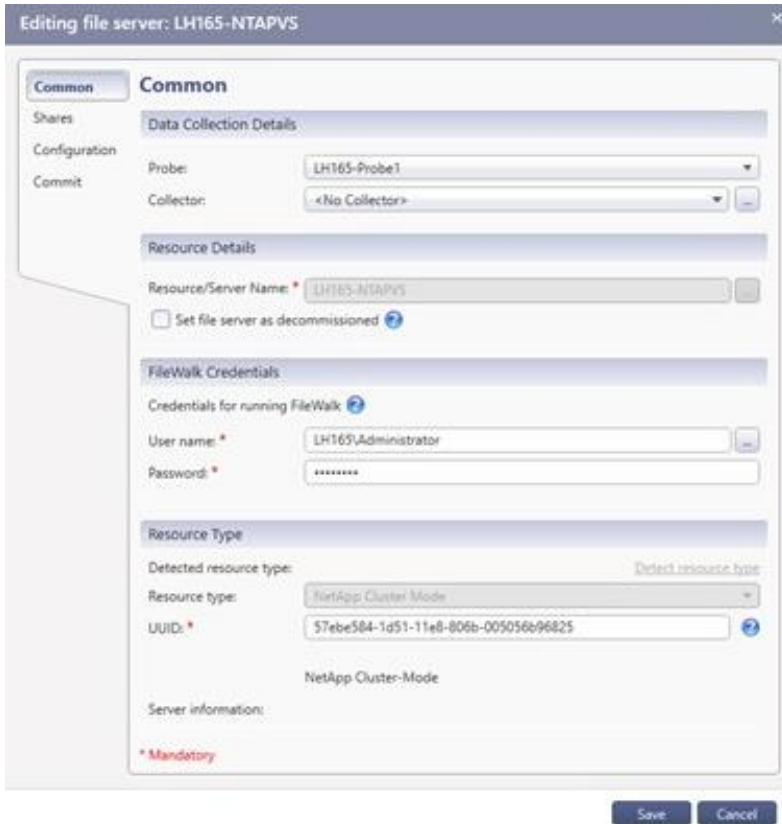 Editing file server: LH165-NTAPVS
Common
Shares
Configuration
Commit
Common
Data Collection Details
Probe: LH165-Probe1
Collector: <No Collector> ...
Resource Details
Resource/Server Name: * LH165-NTAPVS ...
Set file server as decommissioned ?
FileWalk Credentials
Credentials for running FileWalk ?
User name: * LH165\Administrator ...
Password: * ••••••••
Resource Type
Detected resource type: Detect resource type
Resource type: NetApp Cluster Mode
UUID: * 57ebe584-1d51-11e8-806b-005056b96825 ?
NetApp Cluster-Mode
Server information:
* Mandatory
Save Cancel